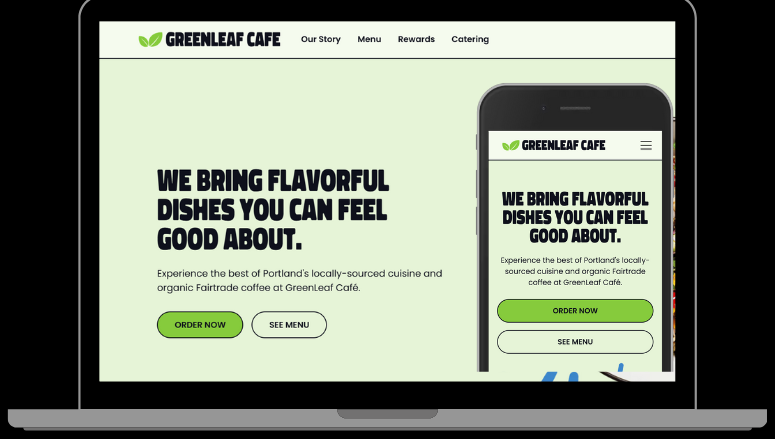 GREENLEAF CAFE
Our Story Menu Rewards Catering
WE BRING FLAVORFUL
DISHES YOU CAN FEEL
GOOD ABOUT.
Experience the best of Portland's locally-sourced cuisine and
organic Fairtrade coffee at GreenLeaf Café.
ORDER NOW SEE MENU
GREENLEAF CAFE
WE BRING FLAVORFUL
DISHES YOU CAN FEEL
GOOD ABOUT.
Experience the best of Portland's locally-
sourced cuisine and organic Fairtrade
coffee at GreenLeaf Café.
ORDER NOW
SEE MENU